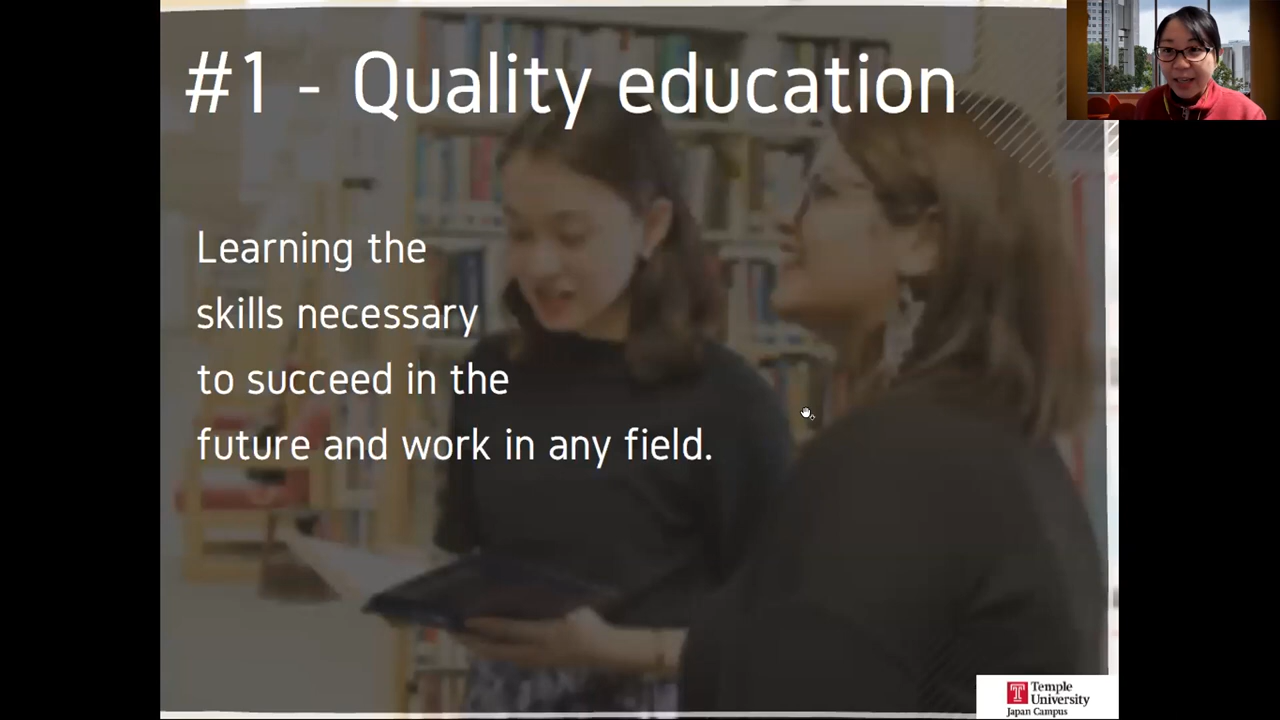 #1 - Quality education
Learning the
skills necessary
to succeed in the
future and work in any field.
Temple
University
Japan Campus